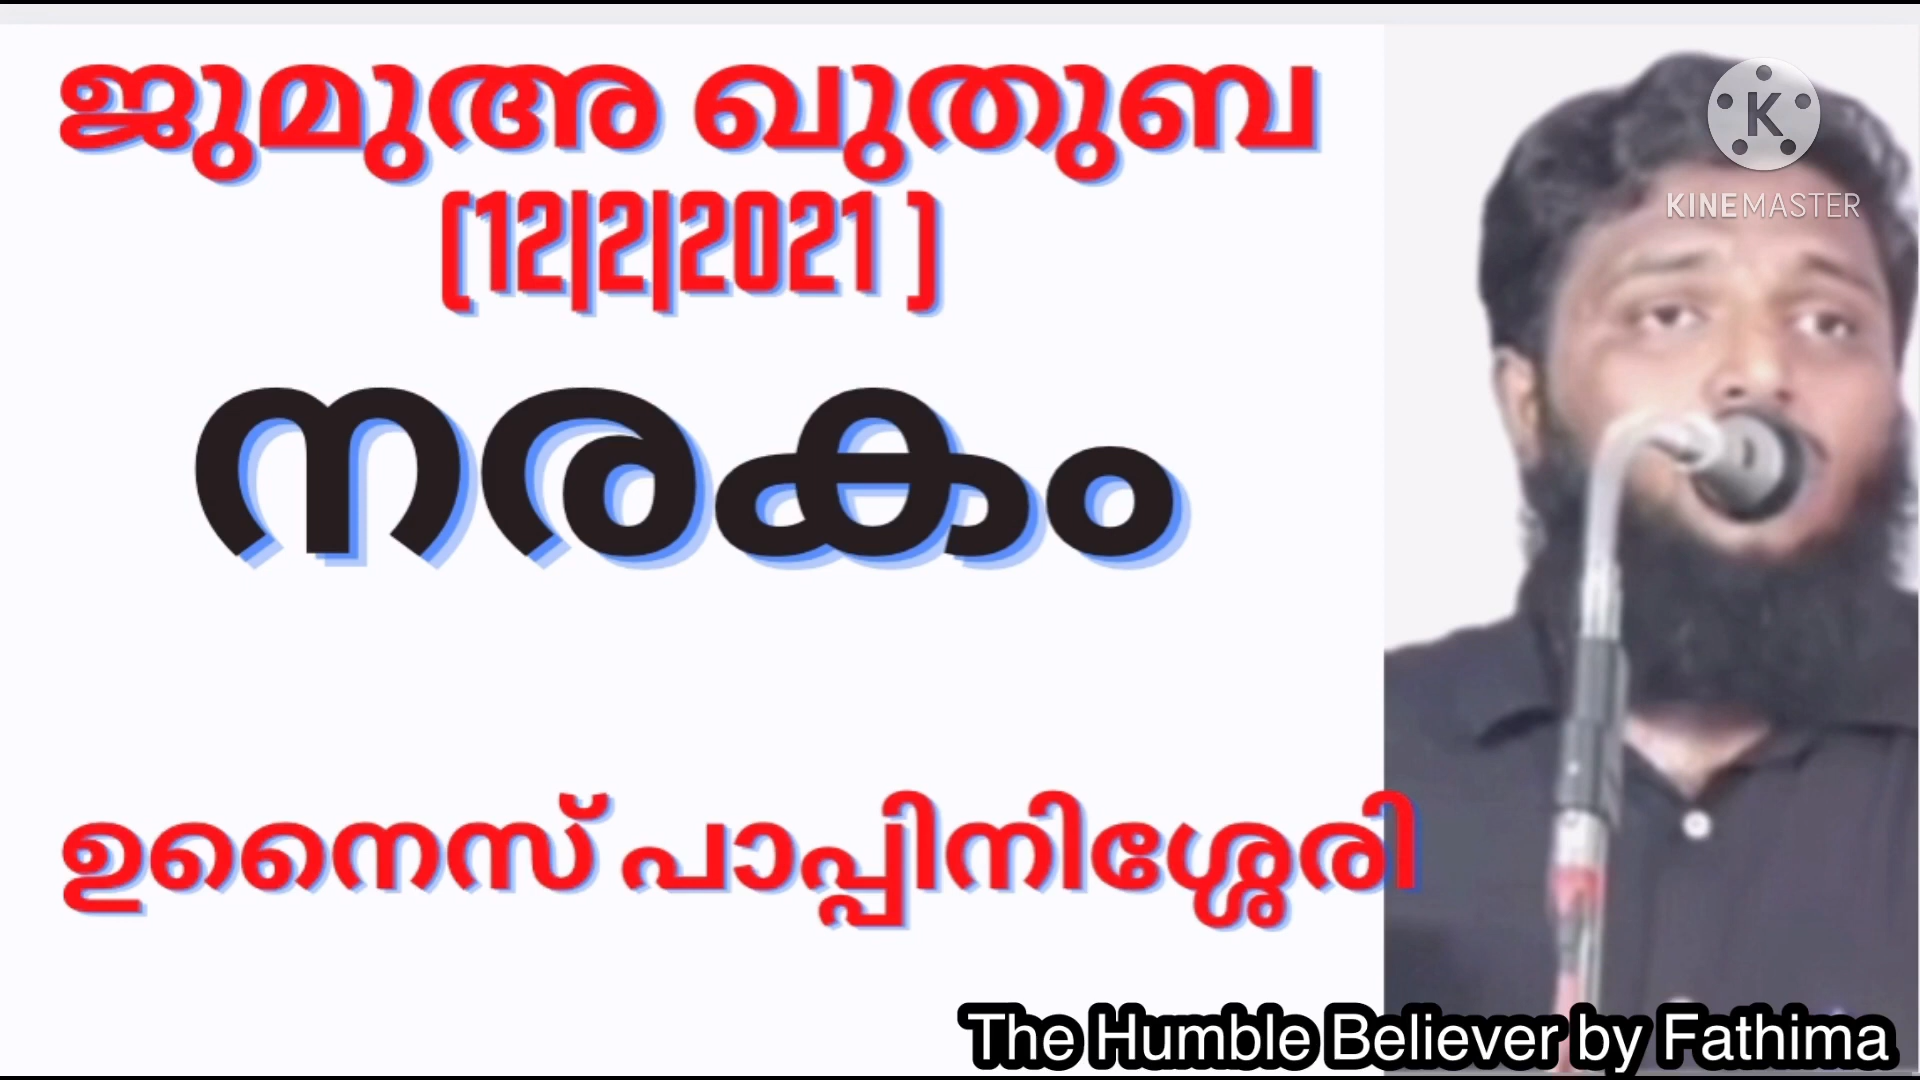 ജുമുഅ ഖുതുബ
K
KINEMASTER
(12|2|2021 )
നരകം
ഉനൈസ് പാപ്പിനിശ്ശേരി
The Humble Believer by Fathima